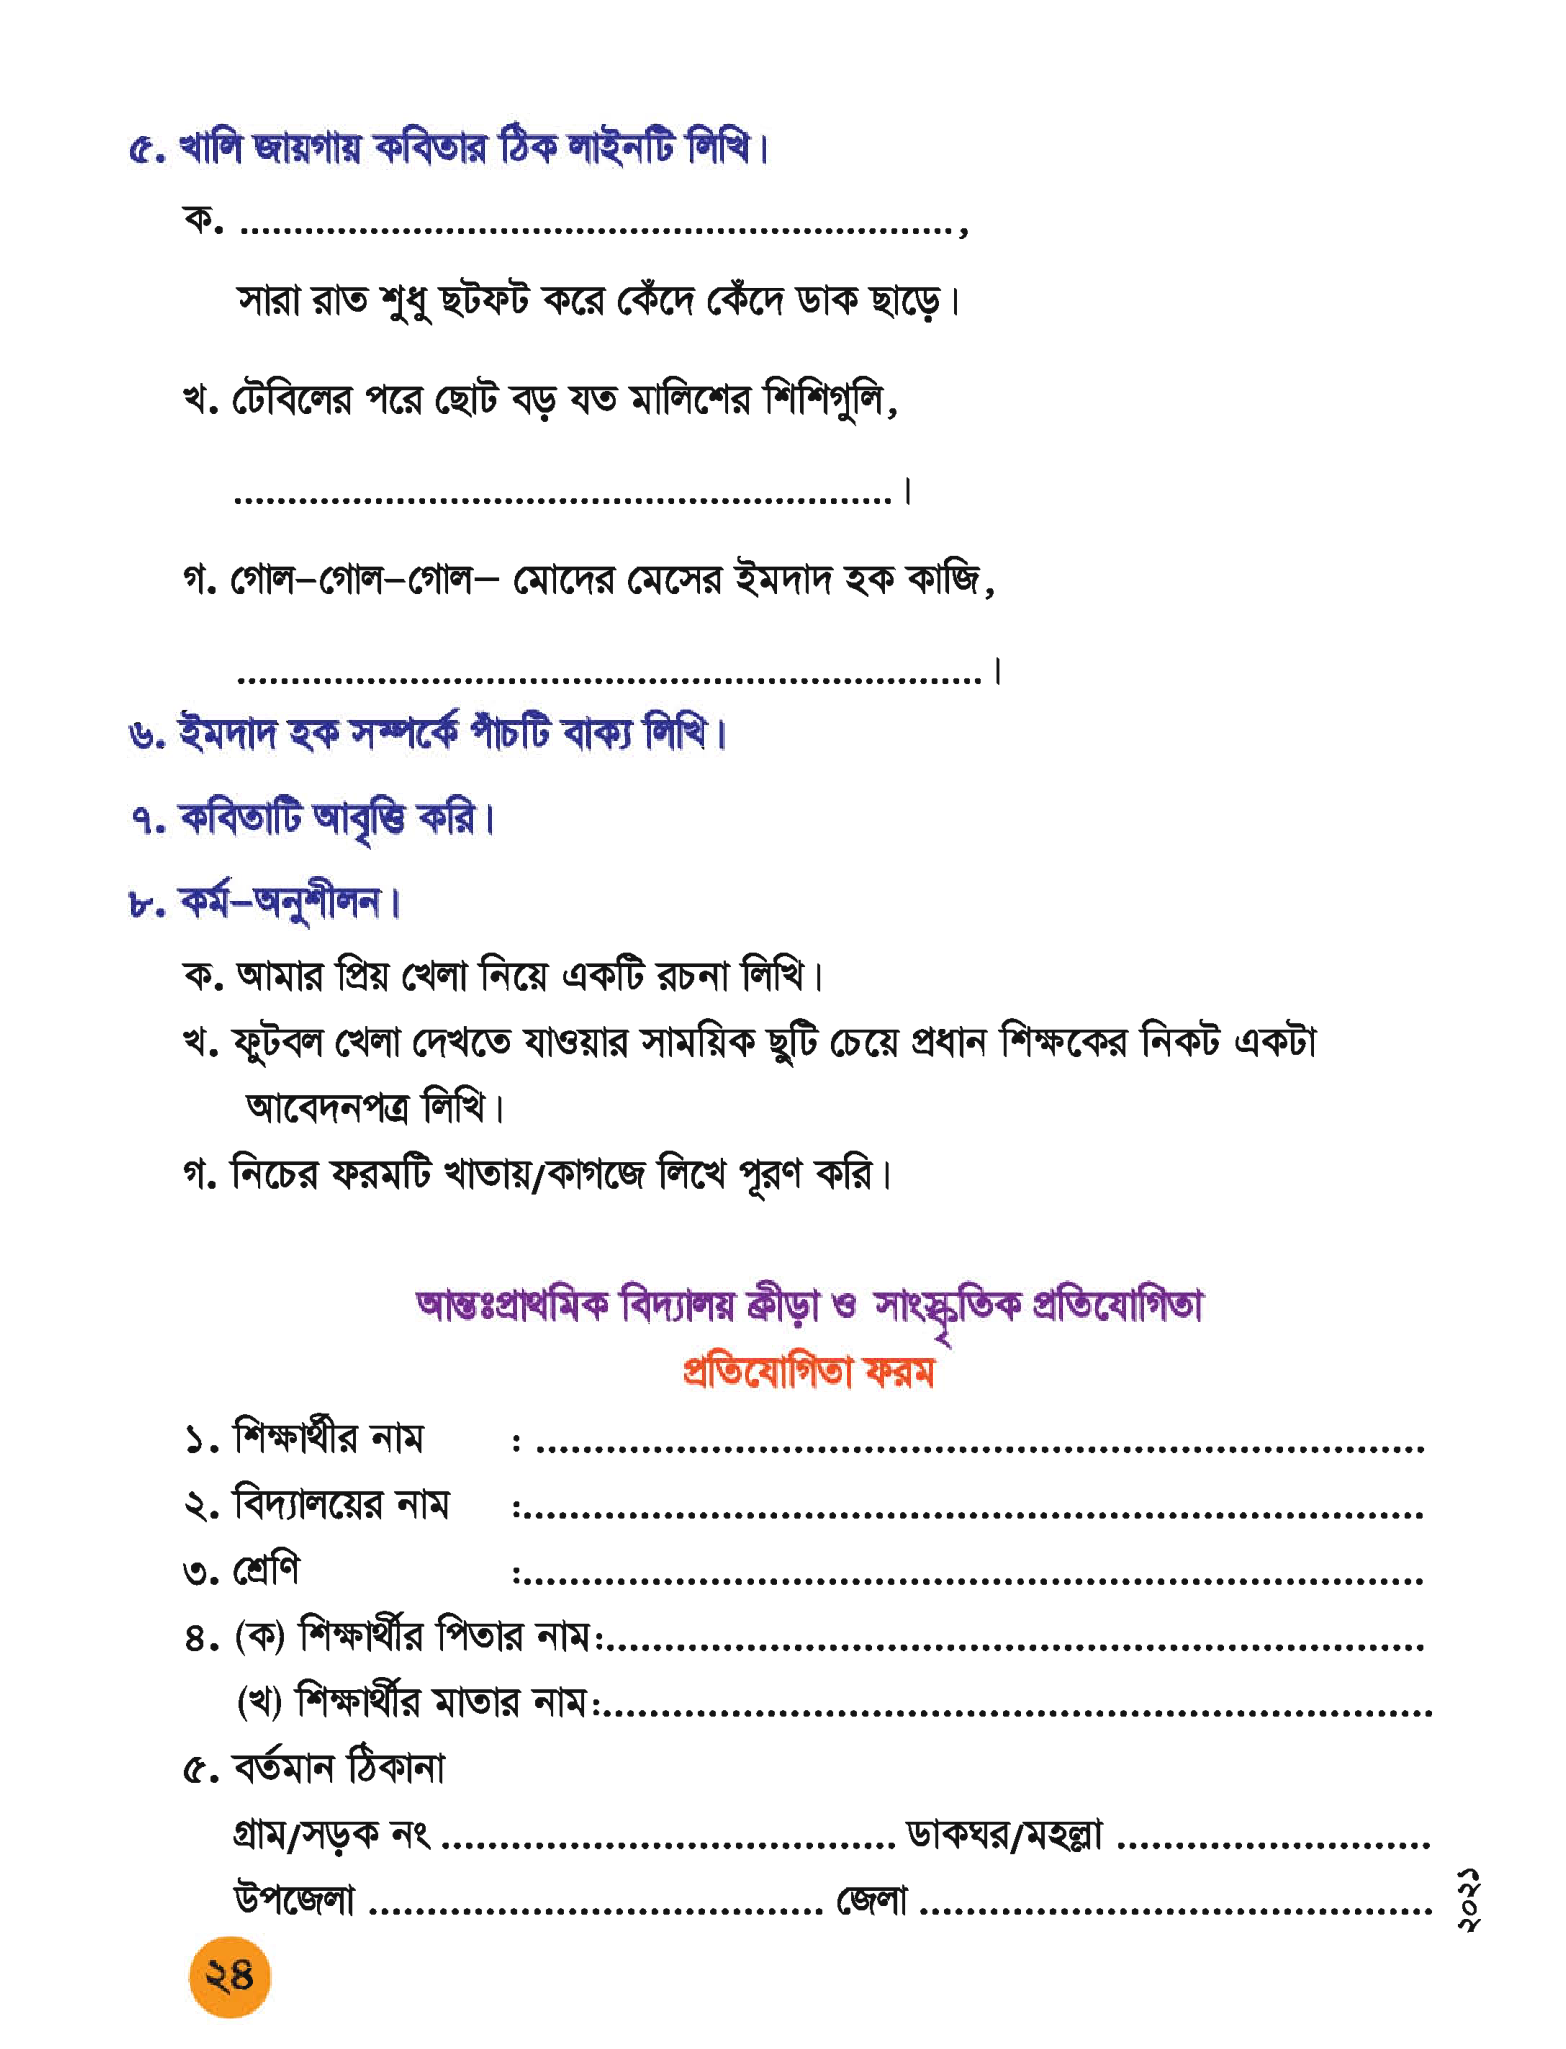 ৫. খালি জায়গায় কবিতার ঠিক লাইনটি লিখি।
ক. ..................................................................,
সারা রাত শুধু ছটফট করে কেঁদে কেঁদে ডাক ছাড়ে।
খ. টেবিলের পরে ছোট বড় যত মালিশের শিশিগুলি,
.............................................................।
গ. গোল–গোল–গোল– মোদের মেসের ইমদাদ হক কাজি,
.....................................................................।
৬. ইমদাদ হক সম্পর্কে পাঁচটি বাক্য লিখি।
৭. কবিতাটি আবৃত্তি করি।
৮. কর্ম–অনুশীলন।
ক. আমার প্রিয় খেলা নিয়ে একটি রচনা লিখি।
খ. ফুটবল খেলা দেখতে যাওয়ার সাময়িক ছুটি চেয়ে প্রধান শিক্ষকের নিকট একটা
আবেদনপত্র লিখি।
গ. নিচের ফরমটি খাতায়/কাগজে লিখে পূরণ করি।
আন্তঃপ্রাথমিক বিদ্যালয় ক্রীড়া ও সাংস্কৃতিক প্রতিযোগিতা
প্রতিযোগিতা ফরম
১. শিক্ষার্থীর নাম : ............................................................................
২. বিদ্যালয়ের নাম :.............................................................................
৩. শ্রেণি :.............................................................................
৪. (ক) শিক্ষার্থীর পিতার নাম:......................................................................
(খ) শিক্ষার্থীর মাতার নাম:.......................................................................
৫. বর্তমান ঠিকানা
গ্রাম/সড়ক নং ....................................... ডাকঘর/মহল্লা ...........................
উপজেলা ....................................... জেলা ............................................
২০২১
২৪